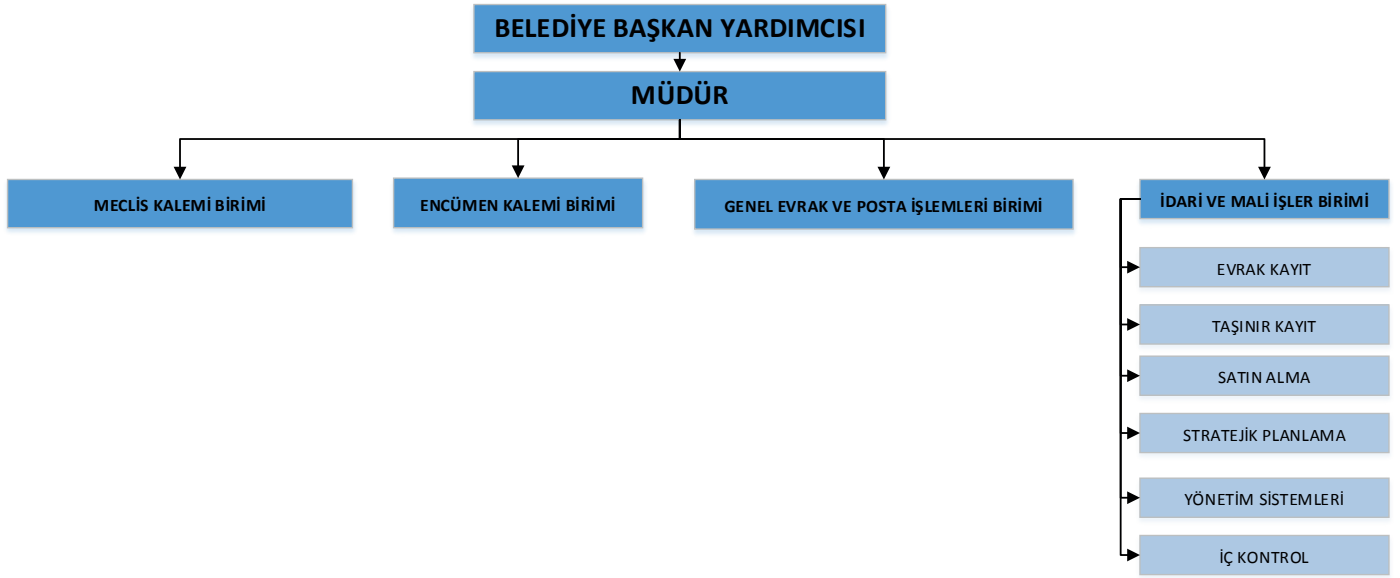 BELEDİYE BAŞKAN YARDIMCISI
MÜDÜR
MECLİS KALEMİ BİRİMİ
ENCÜMEN KALEMİ BİRİMİ
GENEL EVRAK VE POSTA İŞLEMLERİ BİRİMİ
İDARİ VE MALİ İŞLER BİRİMİ
EVRAK KAYIT
TAŞINIR KAYIT
SATIN ALMA
STRATEJİK PLANLAMA
YÖNETİM SİSTEMLERİ
İÇ KONTROL